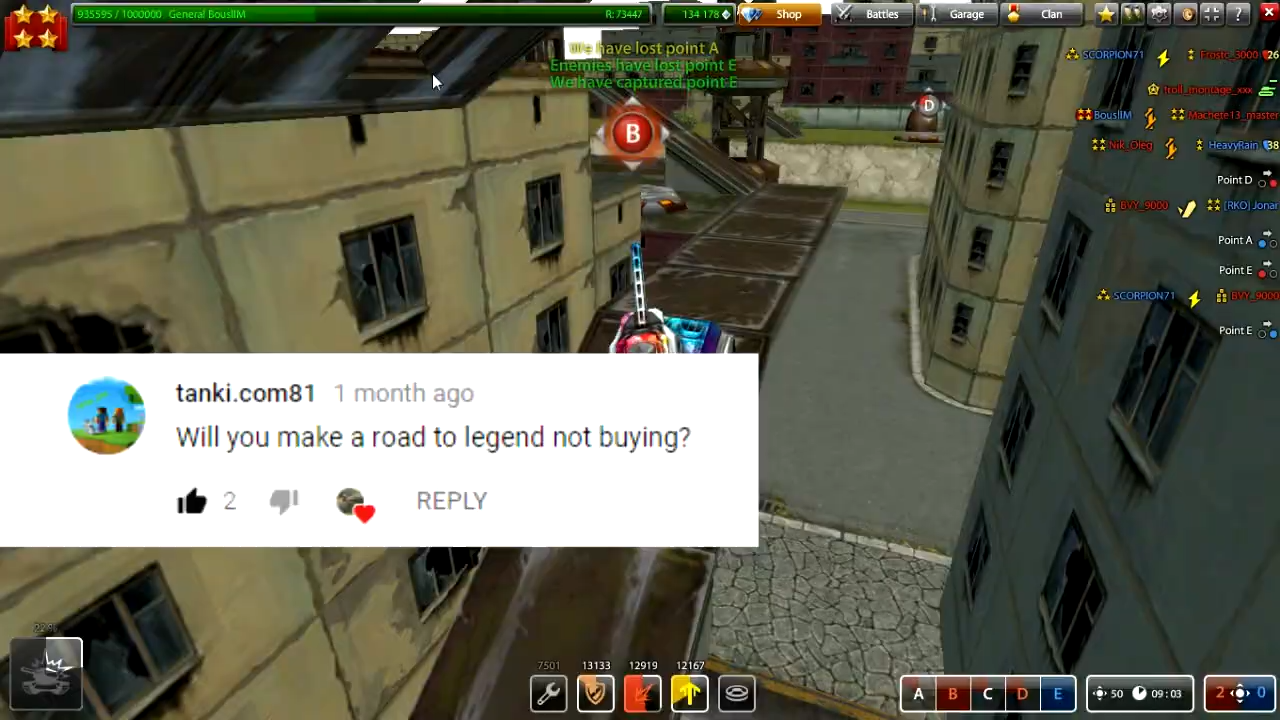 935595 / 1000000 General BouslIM
R: 73447
134 178
Shop
Battles
Garage
Clan
?
We have lost point A
Enemies have lost point E
We have captured point E
B
D
SCORPION71 Frosto_3000 26
troll_montage_xxx
BouslIM Machete13_master
Nik_Oleg HeavyRain 38
Point D
BVY_9000 [RKO] Jonar
Point A
Point E
SCORPION71 BVY_9000
Point E
tanki.com81 1 month ago
Will you make a road to legend not buying?
2 REPLY
22%
7501 13133 12919 12167
A B C D E
50 09:03
2 0